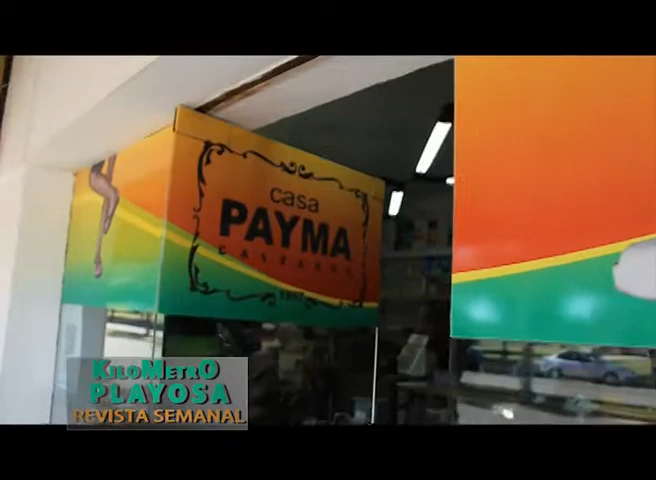 casa
PAYMA
CALZADOS
KILOMETRO
PLAYOSA
REVISTA SEMANAL